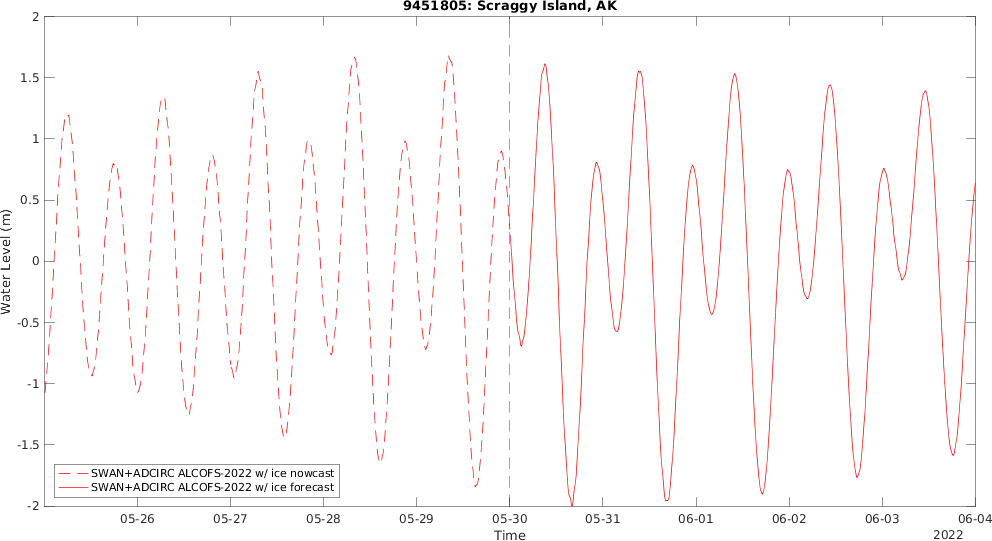 9451805: Scraggy Island, AK
2
1.5
1
0.5
0
-0.5
-1
-1.5
-2
Water Level (m)
SWAN+ADCIRC ALCOFS-2022 w/ ice nowcast
SWAN+ADCIRC ALCOFS-2022 w/ ice forecast
05-26 05-27 05-28 05-29 05-30 05-31 06-01 06-02 06-03 06-04
Time
2022